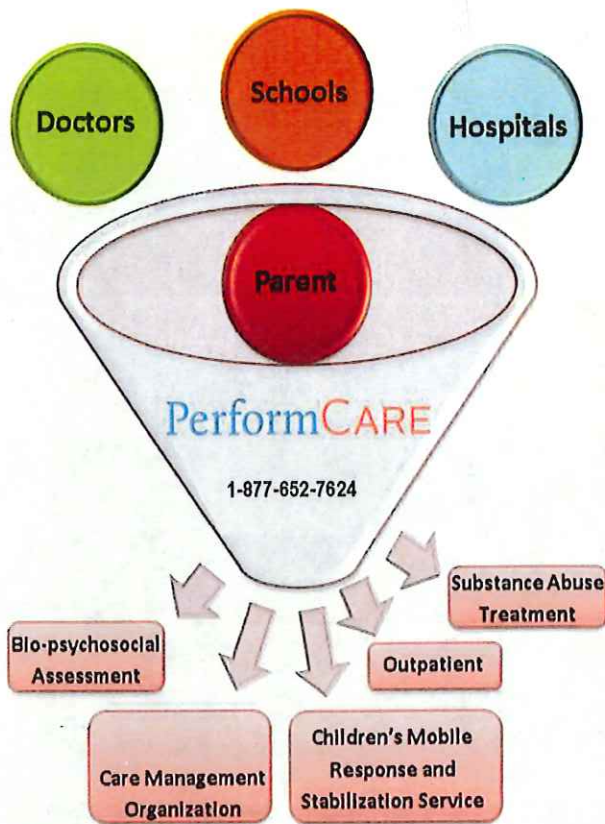 Doctors
Schools
Hospitals
Parent
PerformCARE
1-877-652-7624
Bio-psychosocial
Assessment
Care Management
Organization
Children's Mobile
Response and
Stabilization Service
Outpatient
Substance Abuse
Treatment